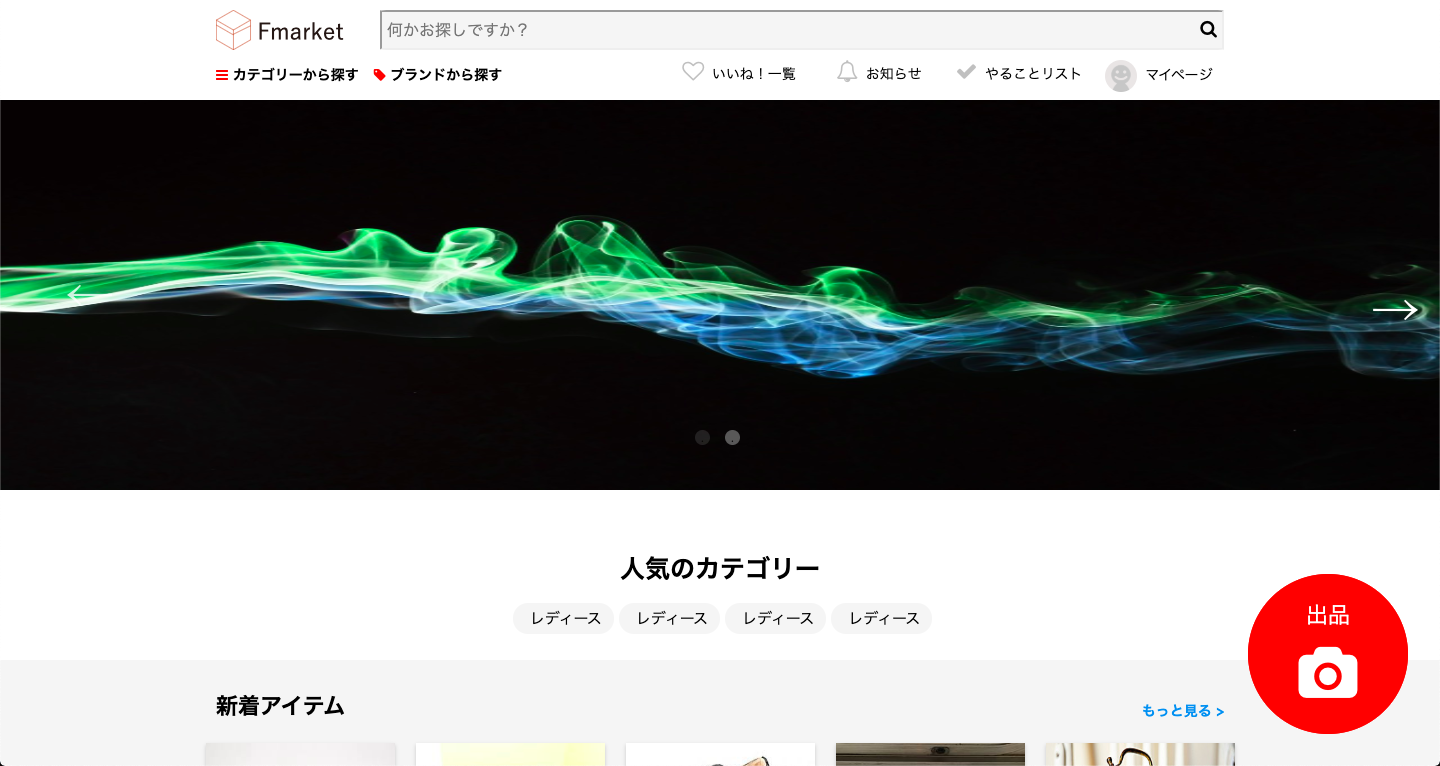 Fmarket
何かお探しですか？
カテゴリーから探す ブランドから探す いいね！一覧 お知らせ やることリスト マイページ
人気のカテゴリー
レディース レディース レディース レディース
出品
新着アイテム
もっと見る >